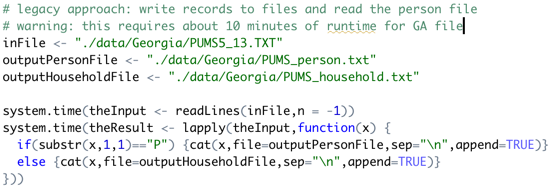 # legacy approach: write records to files and read the person file
# warning: this requires about 10 minutes of runtime for GA file
inFile <- "./data/Georgia/PUMS5_13.TXT"
outputPersonFile <- "./data/Georgia/PUMS_person.txt"
outputHouseholdFile <- "./data/Georgia/PUMS_household.txt"

system.time(theInput <- readLines(inFile,n = -1))
system.time(theResult <- lapply(theInput,function(x) {
  if(substr(x,1,1)=="P") {cat(x,file=outputPersonFile,sep="\n",append=TRUE)}
  else {cat(x,file=outputHouseholdFile,sep="\n",append=TRUE)}
}))